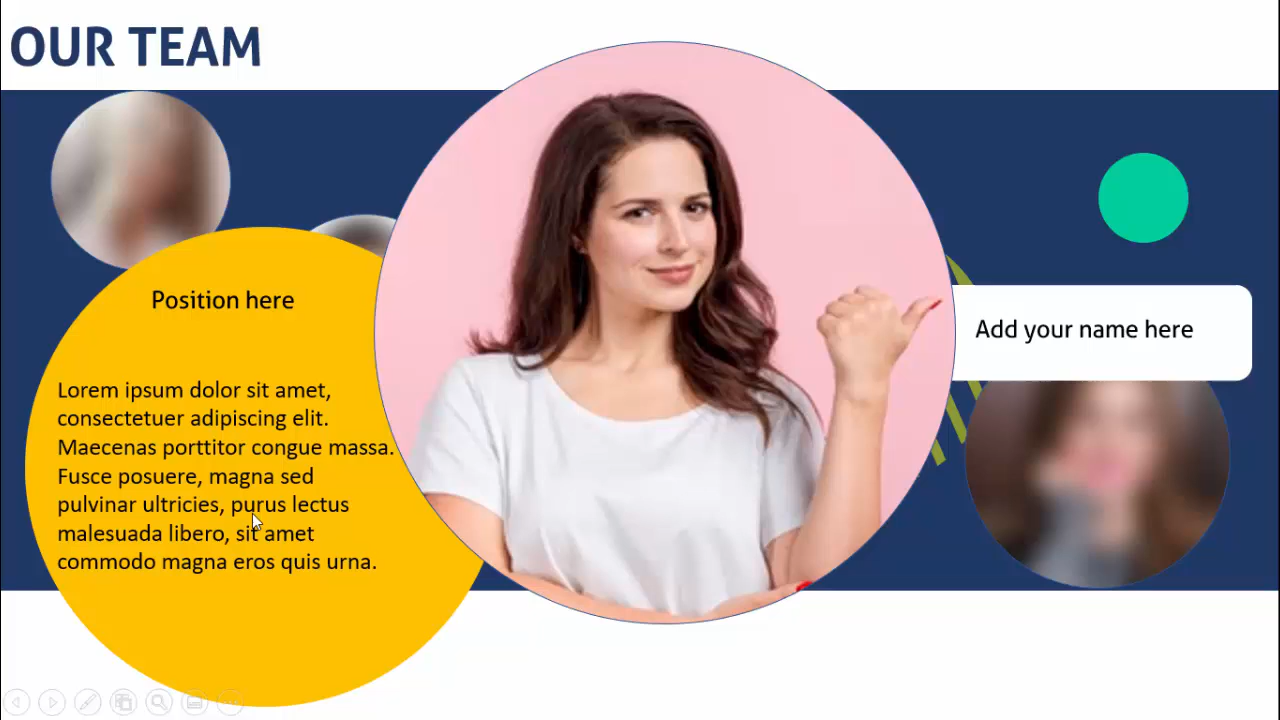 OUR TEAM
Position here
Lorem ipsum dolor sit amet,
consectetuer adipiscing elit.
Maecenas porttitor congue massa.
Fusce posuere, magna sed
pulvinar ultricies, purus lectus
malesuada libero, sit amet
commodo magna eros quis urna.
Add your name here